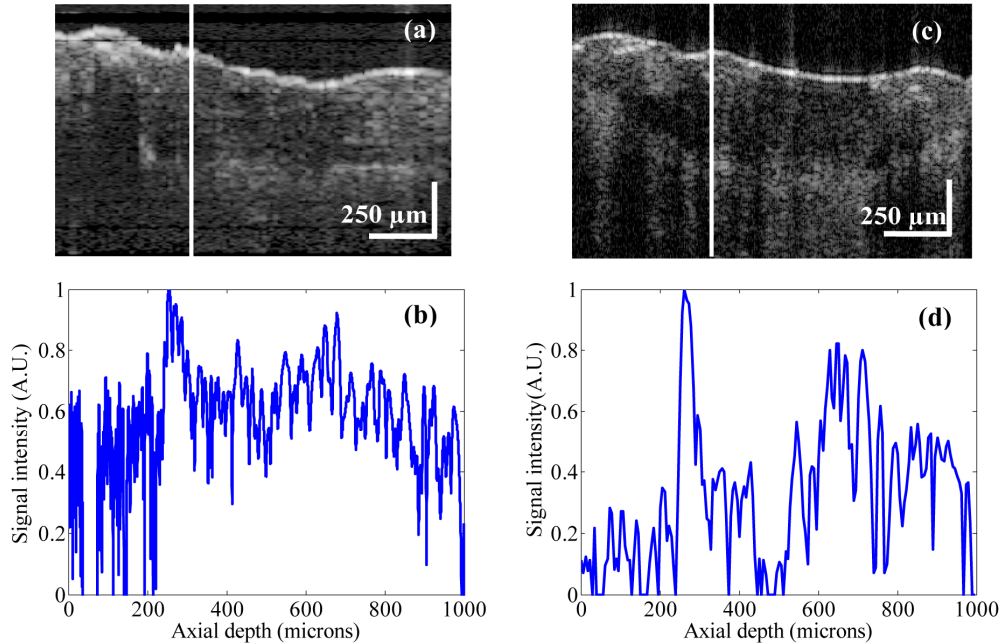 (a)
250 µm
(c)
250 µm
(b)
Signal intensity (A.U.)
1
0.8
0.6
0.4
0.2
0
0 200 400 600 800 1000
Axial depth (microns)
(d)
Signal intensity(A.U.)
1
0.8
0.6
0.4
0.2
0
0 200 400 600 800 1000
Axial depth (microns)